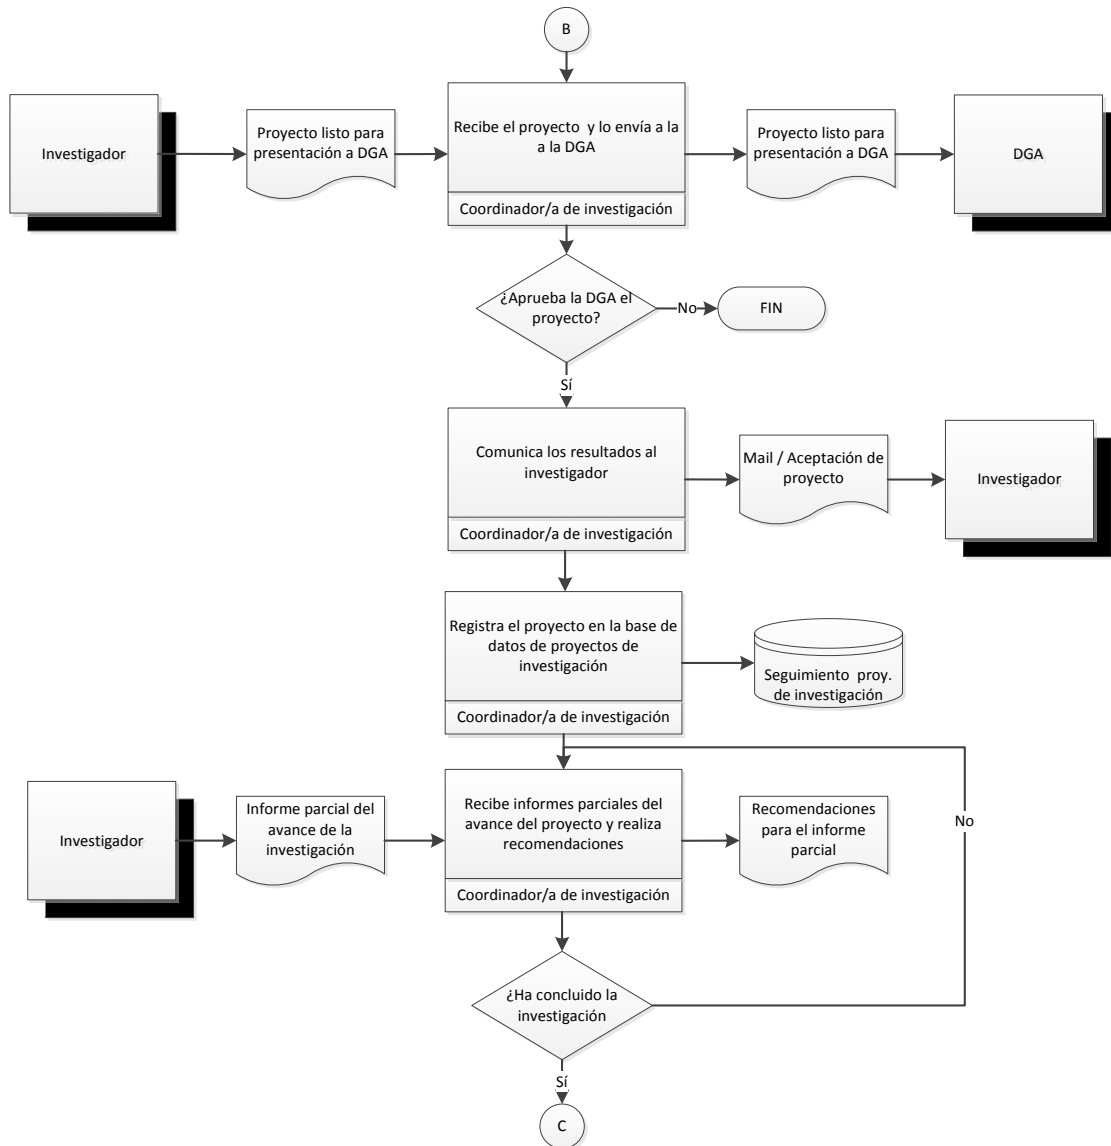 B
Investigador
Proyecto listo para
presentación a DGA
Recibe el proyecto y lo envía a la
a la DGA
Coordinador/a de investigación
Proyecto listo para
presentación a DGA
DGA
¿Aprueba la DGA el
proyecto?
No
FIN
Sí
Comunica los resultados al
investigador
Coordinador/a de investigación
Mail / Aceptación de
proyecto
Investigador
Registra el proyecto en la base de
datos de proyectos de
investigación
Coordinador/a de investigación
Seguimiento proy.
de investigación
Investigador
Informe parcial del
avance de la
investigación
Recibe informes parciales del
avance del proyecto y realiza
recomendaciones
Coordinador/a de investigación
Recomendaciones
para el informe
parcial
No
¿Ha concluido la
investigación
Sí
C